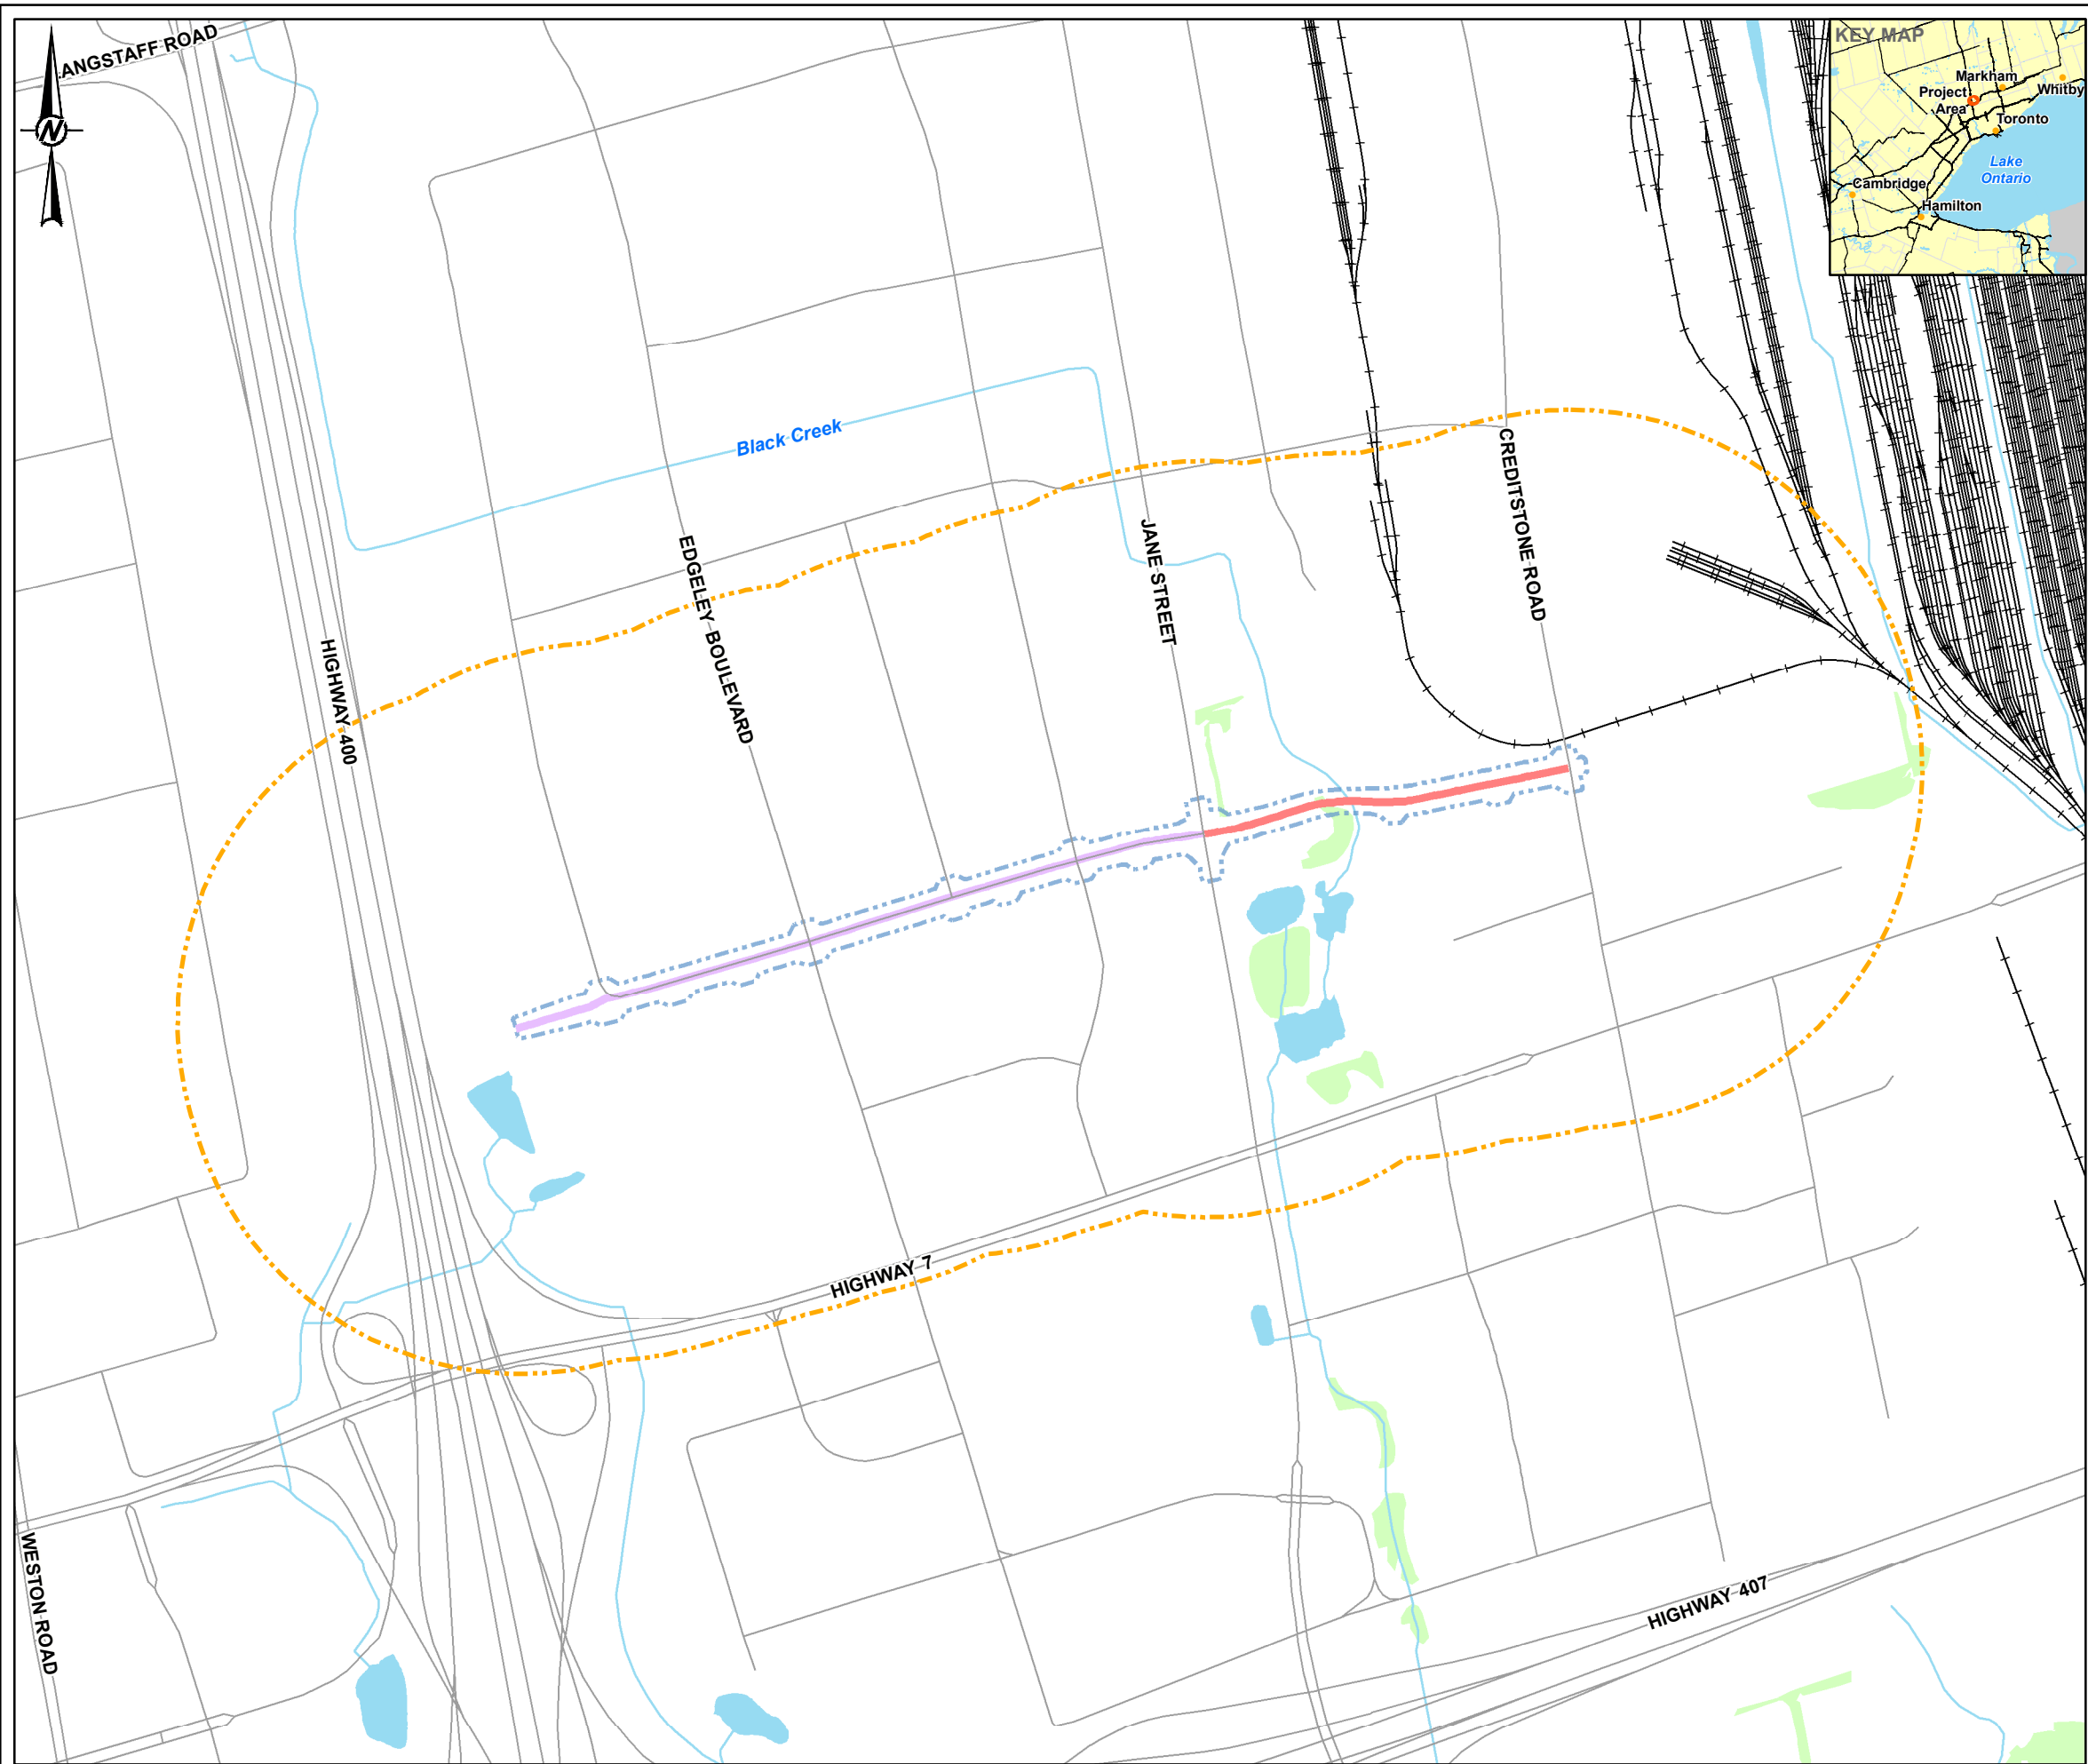 LANGSTAFF ROAD
N
KEY MAP
Markham
Project
Area
Whitby
Toronto
Lake
Ontario
Cambridge
Hamilton
Black Creek
CREDITSTONE ROAD
JANE STREET
EDGELEY BOULEVARD
HIGHWAY 400
HIGHWAY 7
WESTON ROAD
HIGHWAY 407